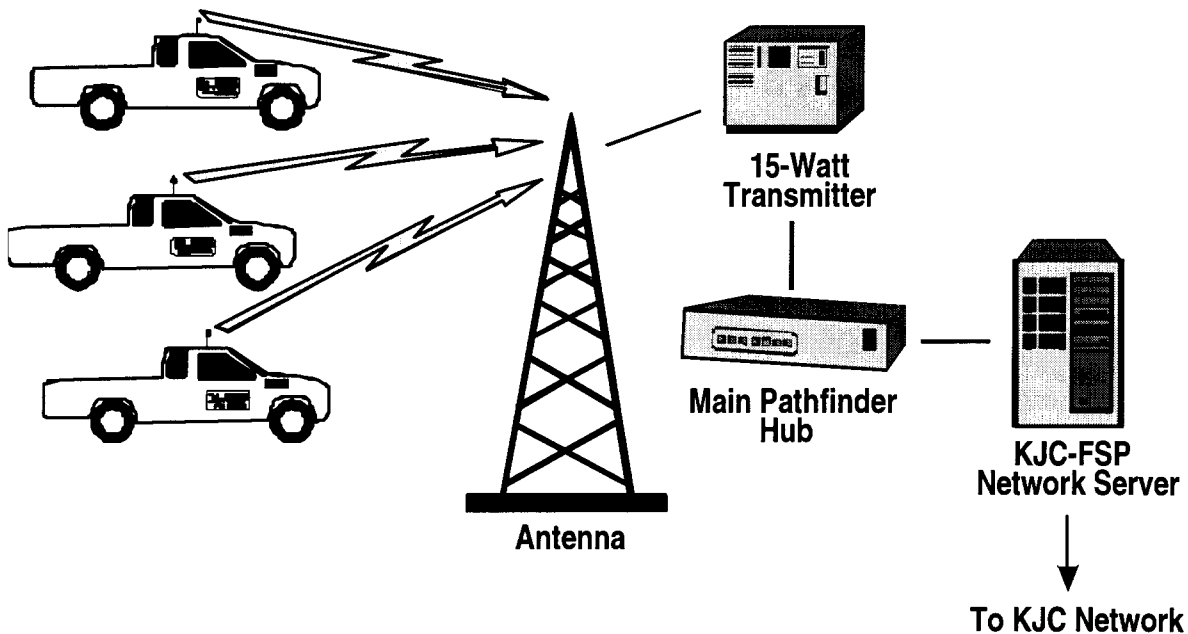 15-Watt
Transmitter
Main Pathfinder
Hub
KJC-FSP
Network Server
Antenna
To KJC Network